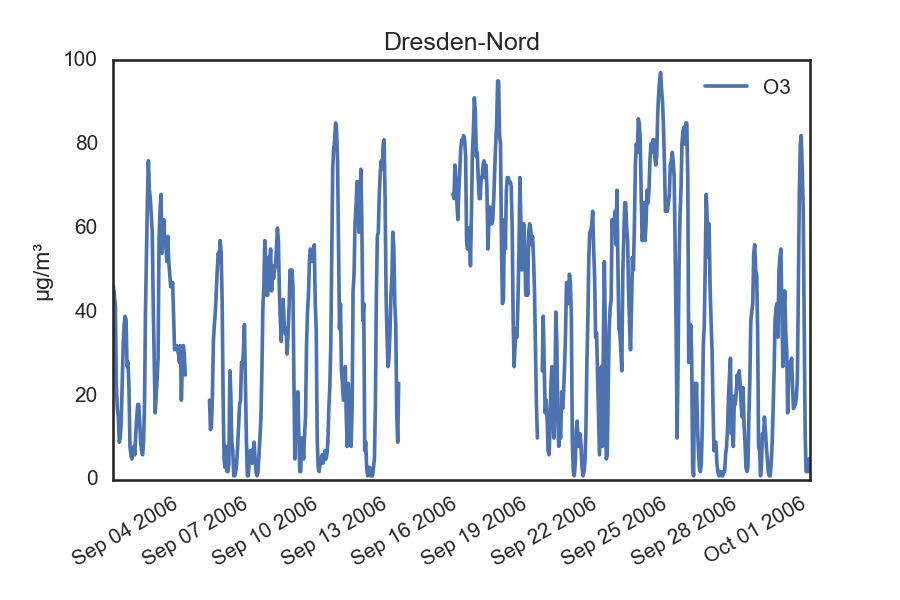 Dresden-Nord
O3
µg/m³
100
80
60
40
20
0
Sep 04 2006
Sep 07 2006
Sep 10 2006
Sep 13 2006
Sep 16 2006
Sep 19 2006
Sep 22 2006
Sep 25 2006
Sep 28 2006
Oct 01 2006